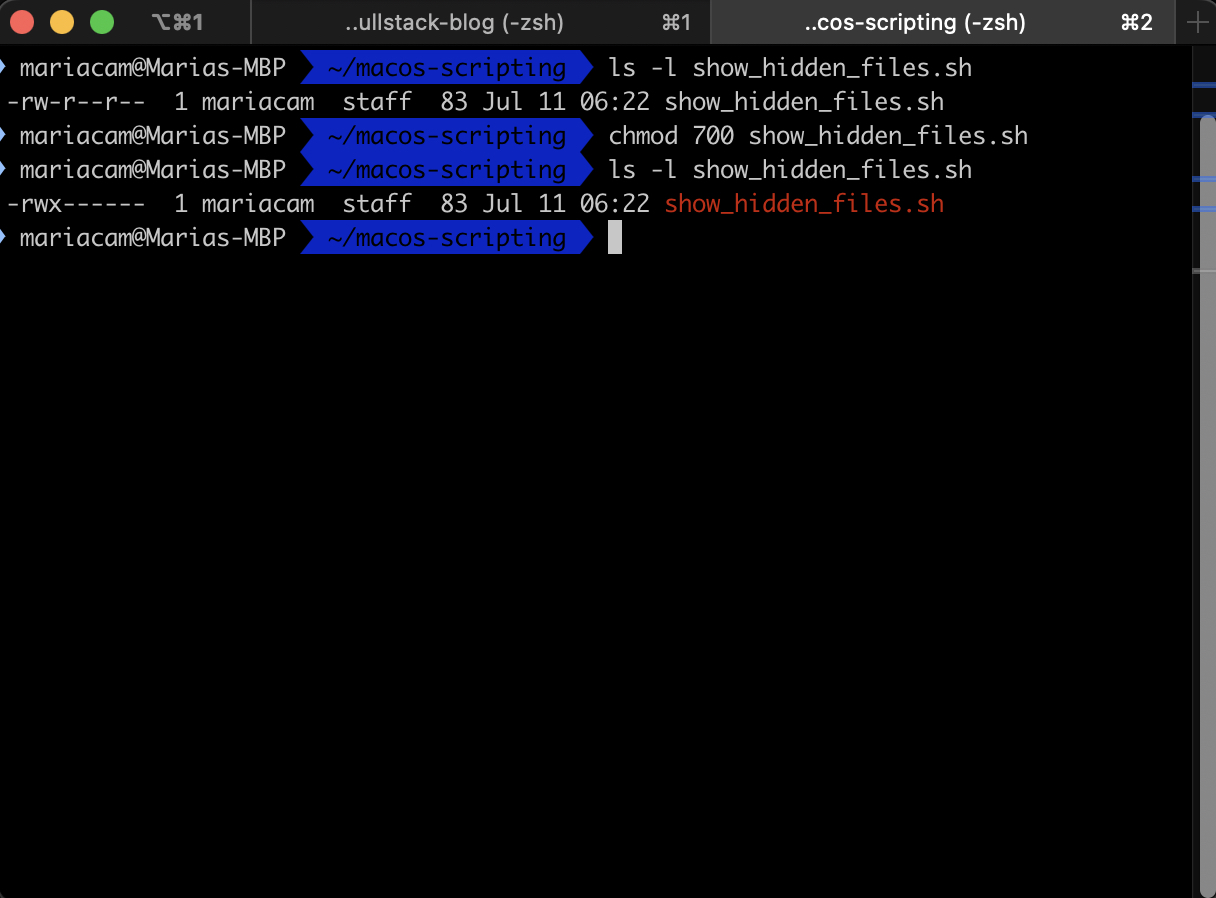 ⌥⌘1 ..ullstack-blog (-zsh) ⌘1 ..cos-scripting (-zsh) ⌘2 +
mariacam@Marias-MBP ~/macos-scripting ls -l show_hidden_files.sh
-rw-r--r-- 1 mariacam staff 83 Jul 11 06:22 show_hidden_files.sh
mariacam@Marias-MBP ~/macos-scripting chmod 700 show_hidden_files.sh
mariacam@Marias-MBP ~/macos-scripting ls -l show_hidden_files.sh
-rwx------ 1 mariacam staff 83 Jul 11 06:22 show_hidden_files.sh
mariacam@Marias-MBP ~/macos-scripting